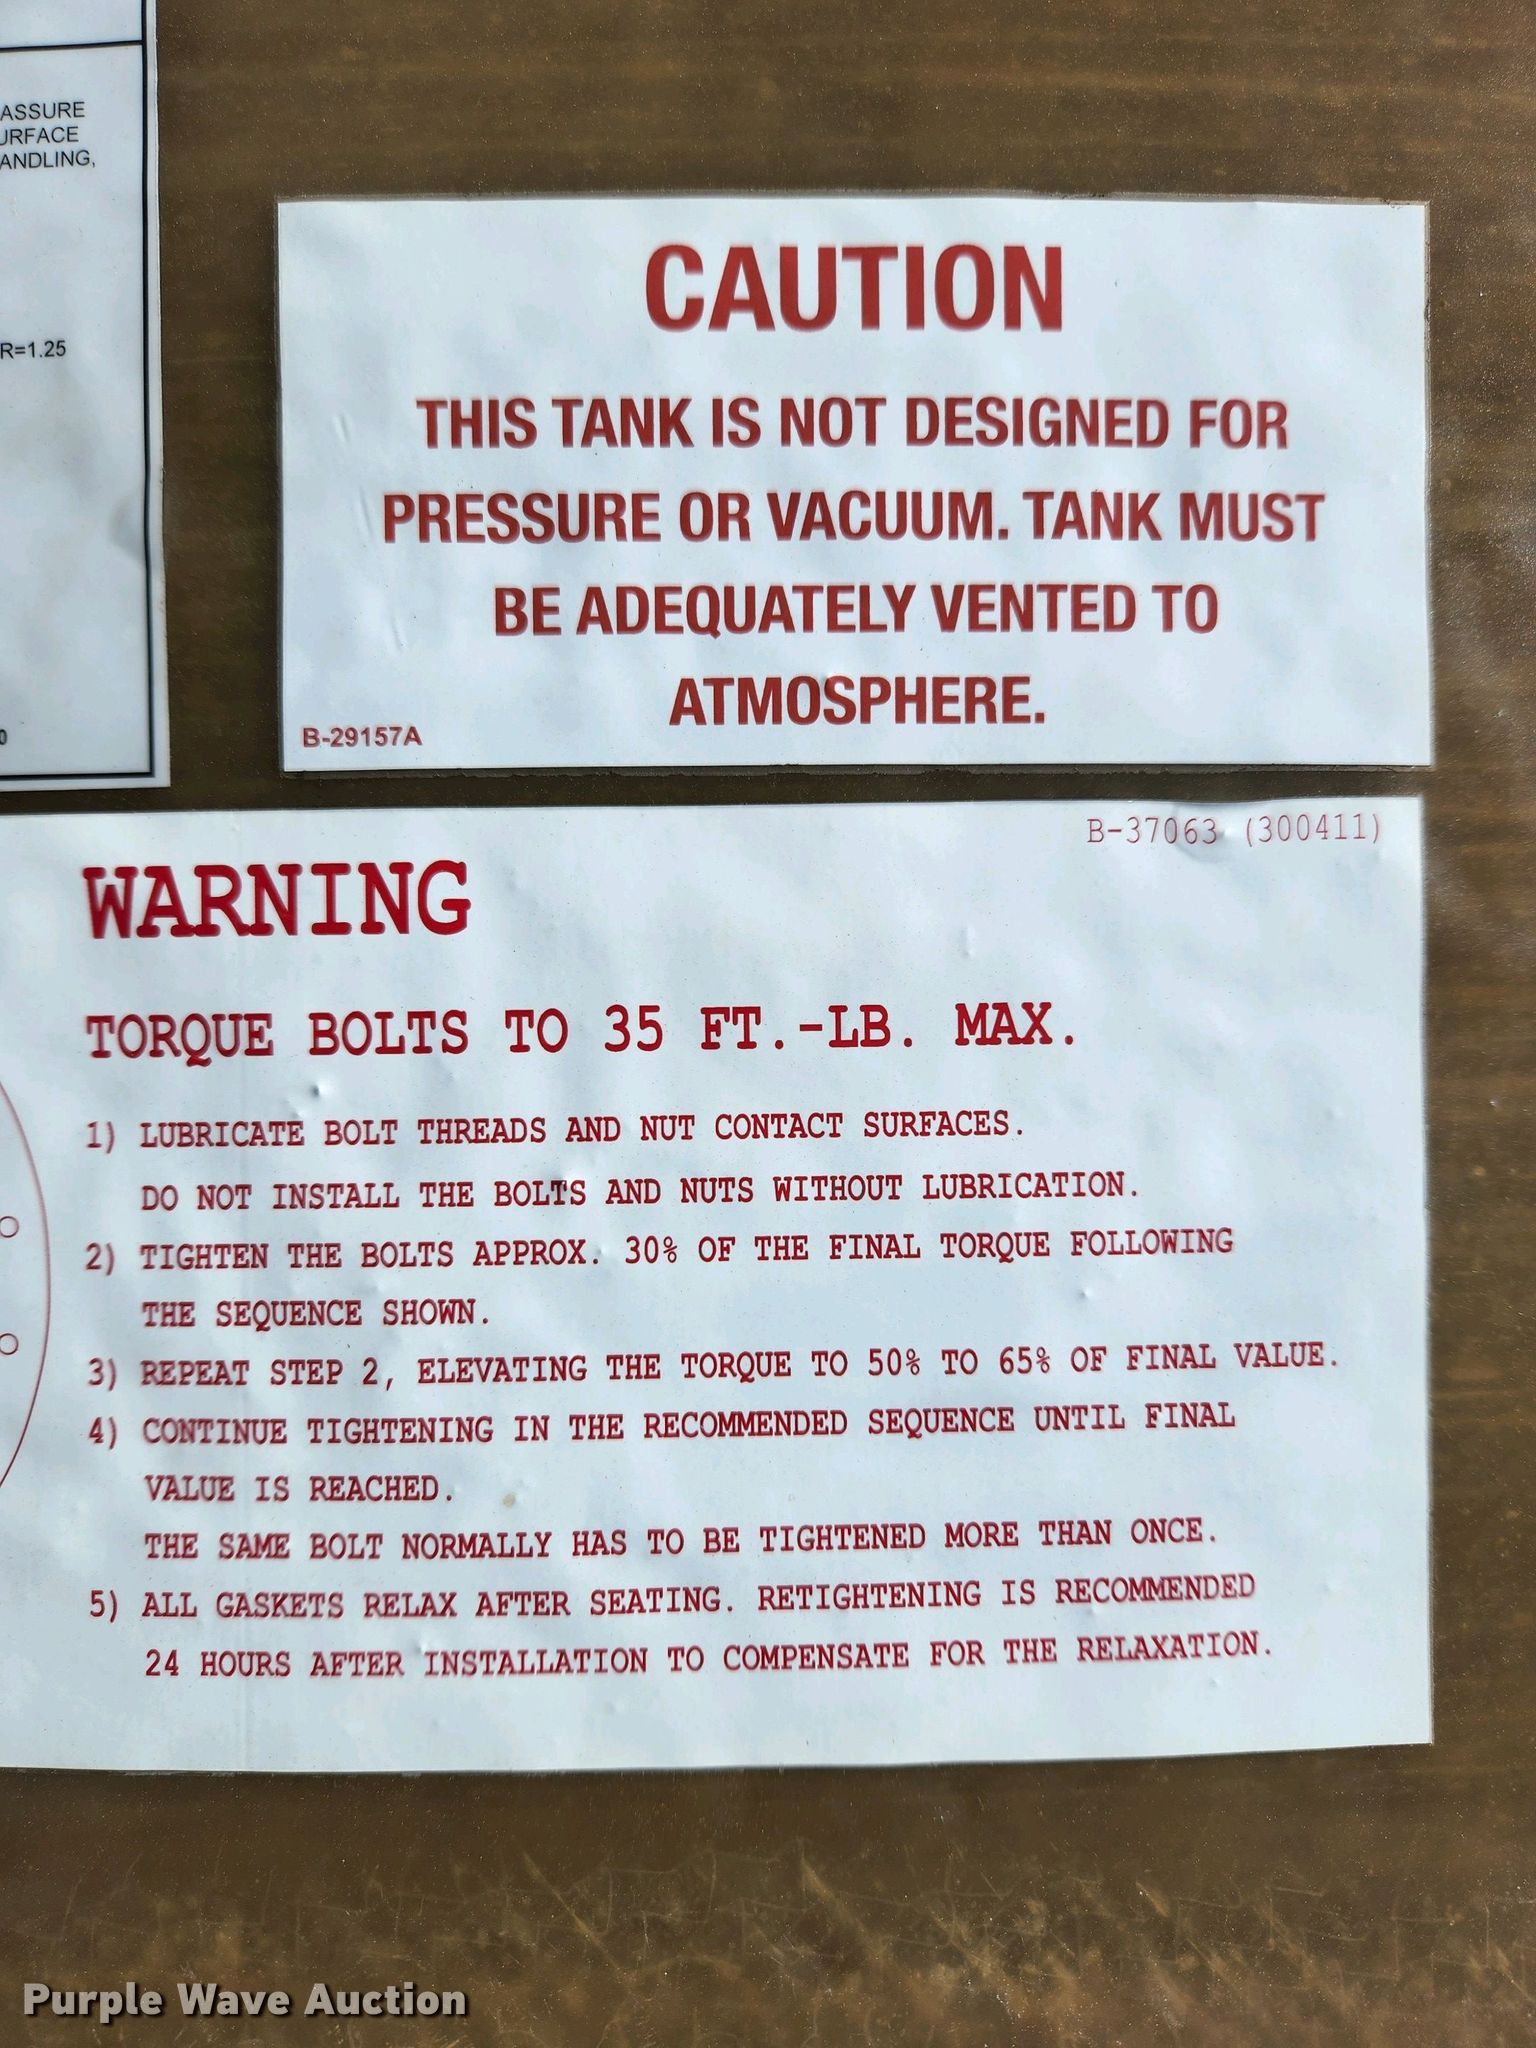 ASSURE
URFACE
ANDLING,
R=1.25
0
CAUTION
THIS TANK IS NOT DESIGNED FOR
PRESSURE OR VACUUM. TANK MUST
BE ADEQUATELY VENTED TO
ATMOSPHERE.
B-29157A
B-37063 (300411)
WARNING
TORQUE BOLTS TO 35 FT.-LB. MAX.
1) LUBRICATE BOLT THREADS AND NUT CONTACT SURFACES.
DO NOT INSTALL THE BOLTS AND NUTS WITHOUT LUBRICATION.
2) TIGHTEN THE BOLTS APPROX. 30% OF THE FINAL TORQUE FOLLOWING
THE SEQUENCE SHOWN.
3) REPEAT STEP 2, ELEVATING THE TORQUE TO 50% TO 65% OF FINAL VALUE.
4) CONTINUE TIGHTENING IN THE RECOMMENDED SEQUENCE UNTIL FINAL
VALUE IS REACHED.
THE SAME BOLT NORMALLY HAS TO BE TIGHTENED MORE THAN ONCE.
5) ALL GASKETS RELAX AFTER SEATING. RETIGHTENING IS RECOMMENDED
24 HOURS AFTER INSTALLATION TO COMPENSATE FOR THE RELAXATION.
Purple Wave Auction